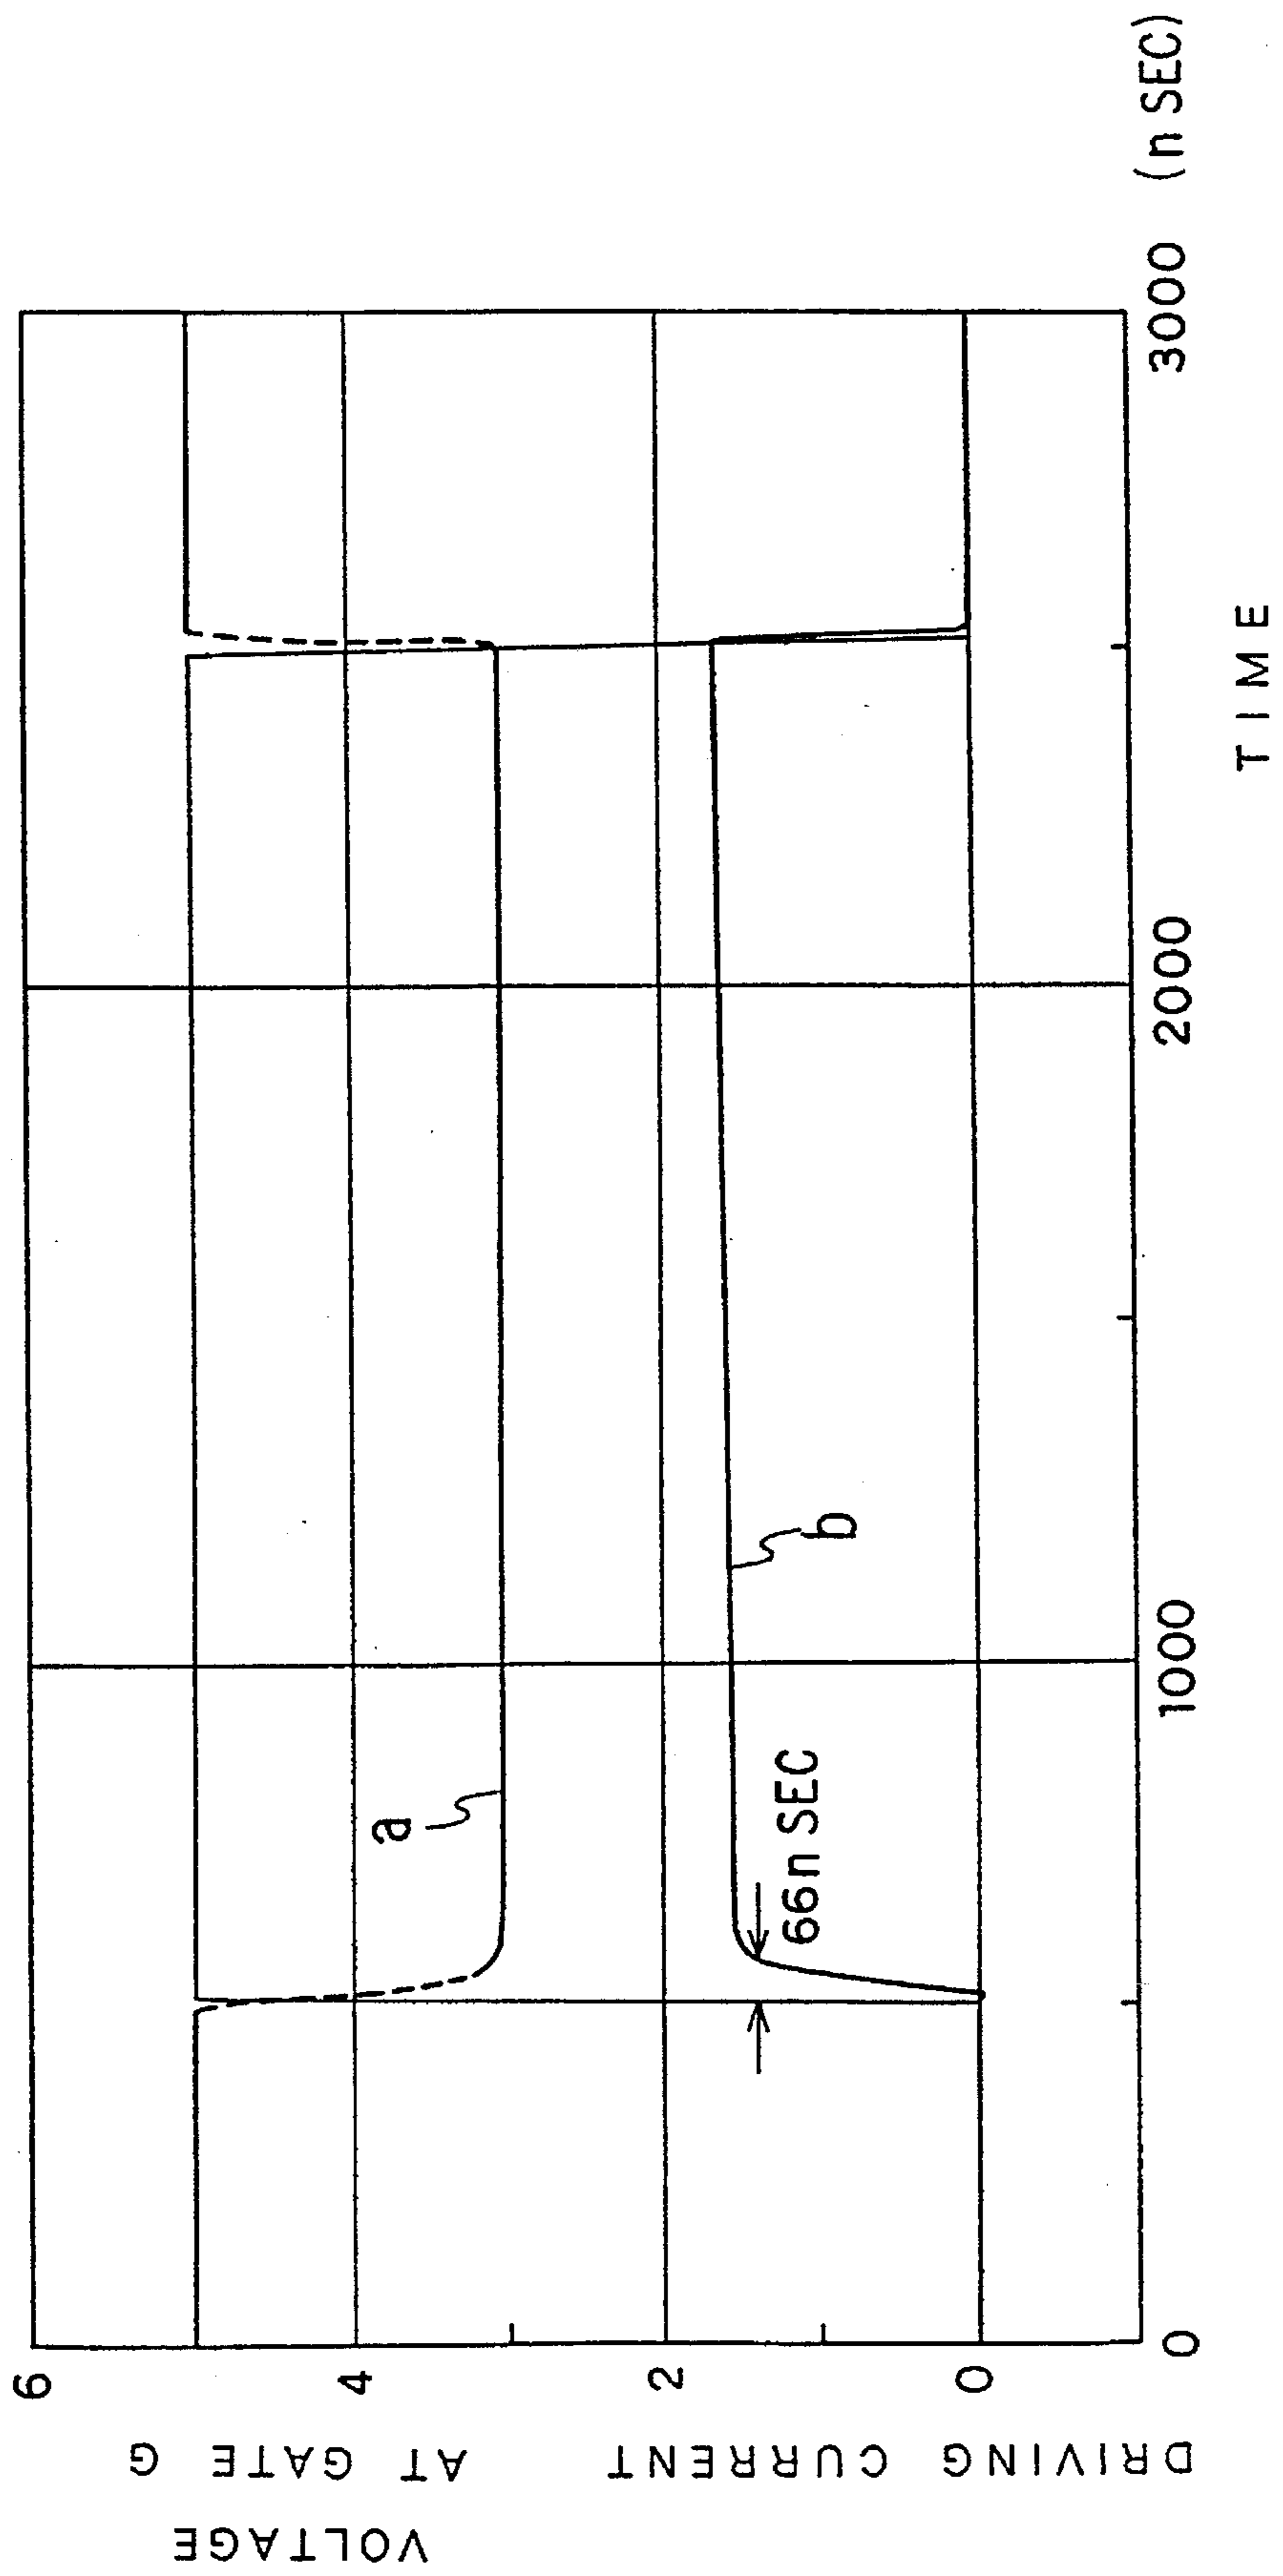 VOLTAGE
AT GATE G
DRIVING CURRENT
6
4
2
0
a
b
66n SEC
0
1000
2000
3000
(n SEC)
TIME